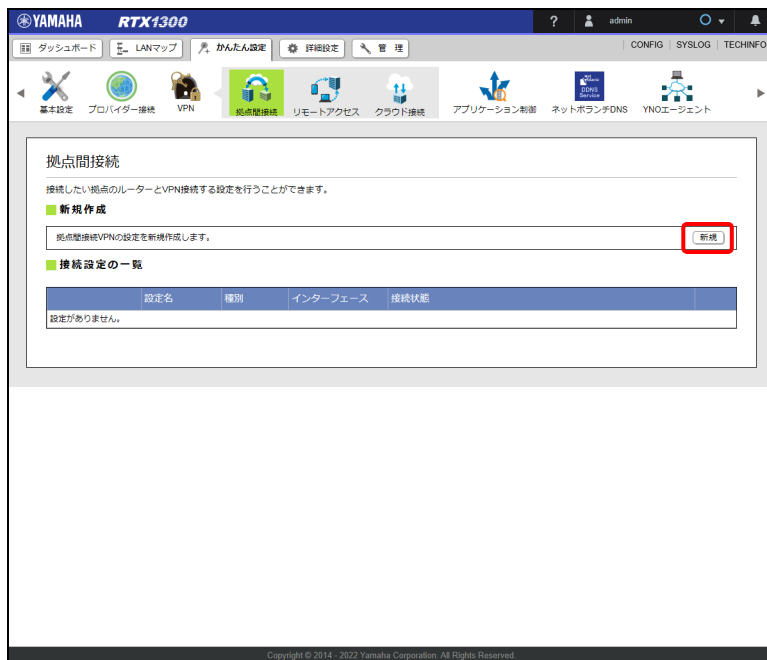 YAMAHA RTX1300 ? admin
ダッシュボード LANマップ かんたん設定 詳細設定 管 理 CONFIG SYSLOG TECHINFO
基本設定 プロバイダー接続 VPN 拠点間接続 リモートアクセス クラウド接続 アプリケーション制御 DDNS Service ネットボランチDNS YNOエージェント
拠点間接続
接続したい拠点のルーターとVPN接続する設定を行うことができます。
新規作成
拠点間接続VPNの設定を新規作成します。 新規
接続設定の一覧
設定名 種別 インターフェース 接続状態
設定がありません。
Copyright © 2014 - 2022 Yamaha Corporation. All Rights Reserved.